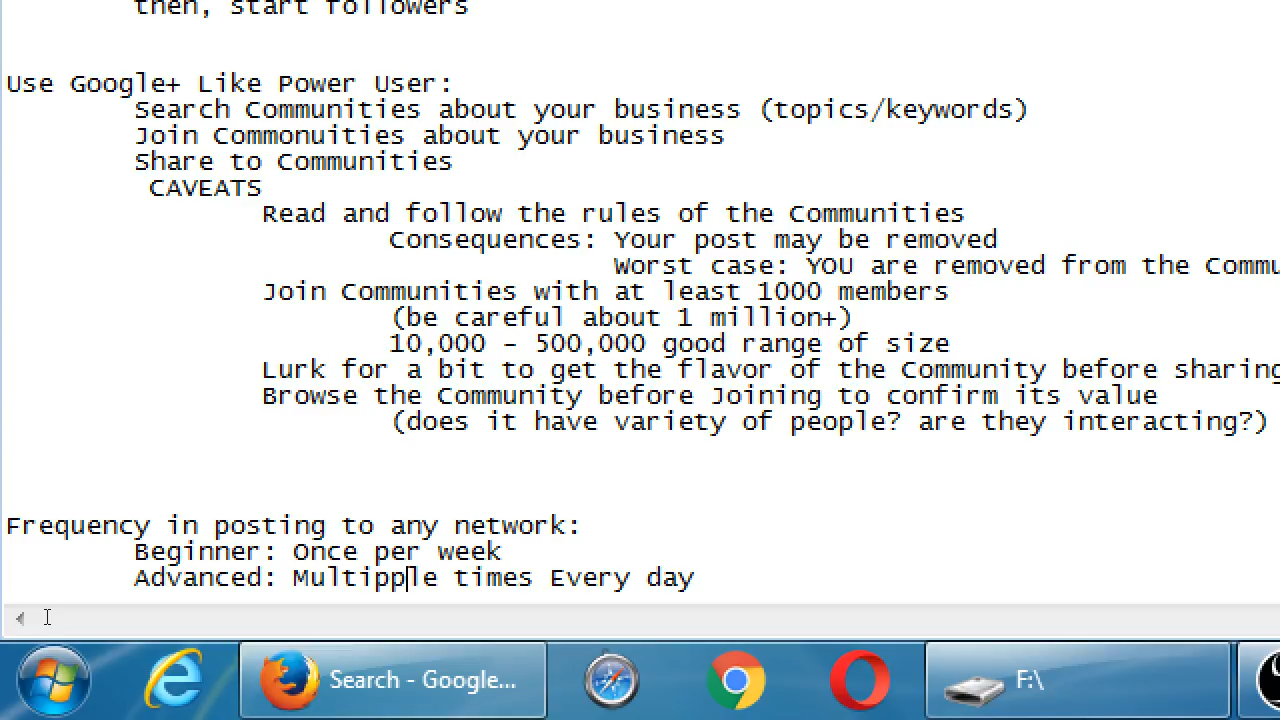 then, start followers
Use Google+ Like Power User:
Search Communities about your business (topics/keywords)
Join Commonuities about your business
Share to Communities
CAVEATS
Read and follow the rules of the Communities
Consequences: Your post may be removed
Worst case: YOU are removed from the Commu
Join Communities with at least 1000 members
(be careful about 1 million+)
10,000 - 500,000 good range of size
Lurk for a bit to get the flavor of the Community before sharing
Browse the Community before Joining to confirm its value
(does it have variety of people? are they interacting?)
Frequency in posting to any network:
Beginner: Once per week
Advanced: Multipple times Every day
Search - Google...
F:\